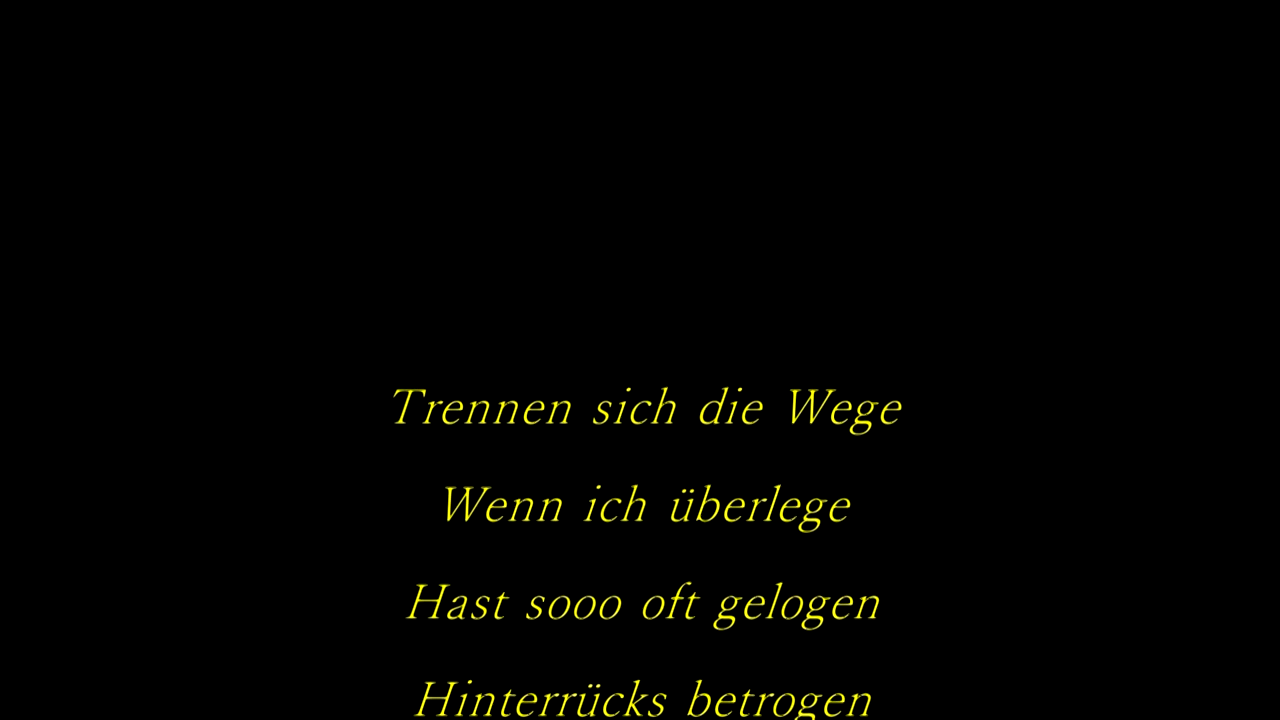 Trennen sich die Wege
Wenn ich überlege
Hast sooo oft gelogen
Hinterrücks betrogen